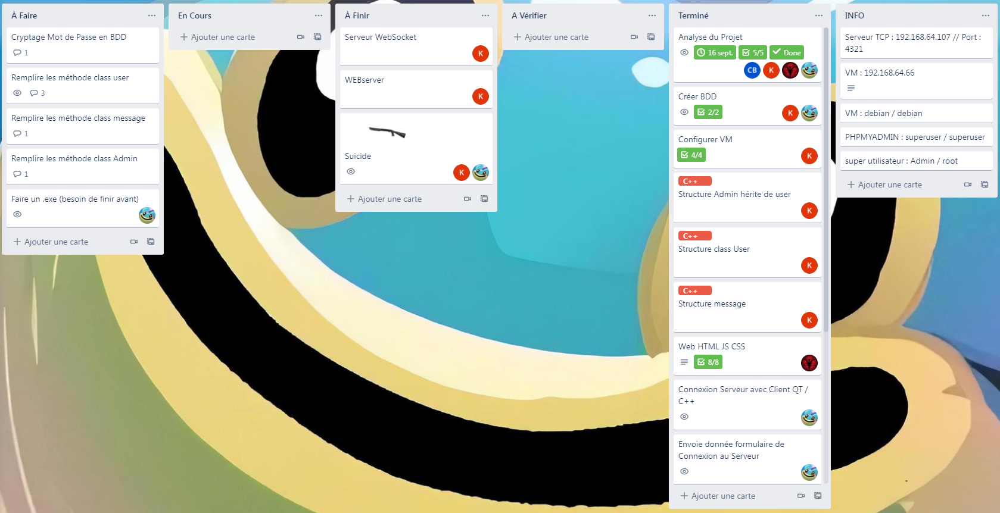 À Faire
Cryptage Mot de Passe en BDD
1
Remplire les méthode class user
3
Remplire les méthode class message
1
Remplire les méthode class Admin
1
Faire un .exe (besoin de finir avant)
Ajouter une carte
En Cours
Ajouter une carte
À Finir
Serveur WebSocket
K
WEBserver
K
Suicide
K
Ajouter une carte
A Vérifier
Ajouter une carte
Terminé
Analyse du Projet
16 sept. 5/5 Done
CB K
Créer BDD
2/2 K
Configurer VM
4/4 K
C++
Structure Admin hérite de user
K
C++
Structure class User
K
C++
Structure message
K
Web HTML JS CSS
8/8
Connexion Serveur avec Client QT /
C++
Envoie donnée formulaire de
Connexion au Serveur
Ajouter une carte
INFO
Serveur TCP : 192.168.64.107 // Port :
4321
VM : 192.168.64.66
VM : debian / debian
PHPMYADMIN : superuser / superuser
super utilisateur : Admin / root
Ajouter une carte